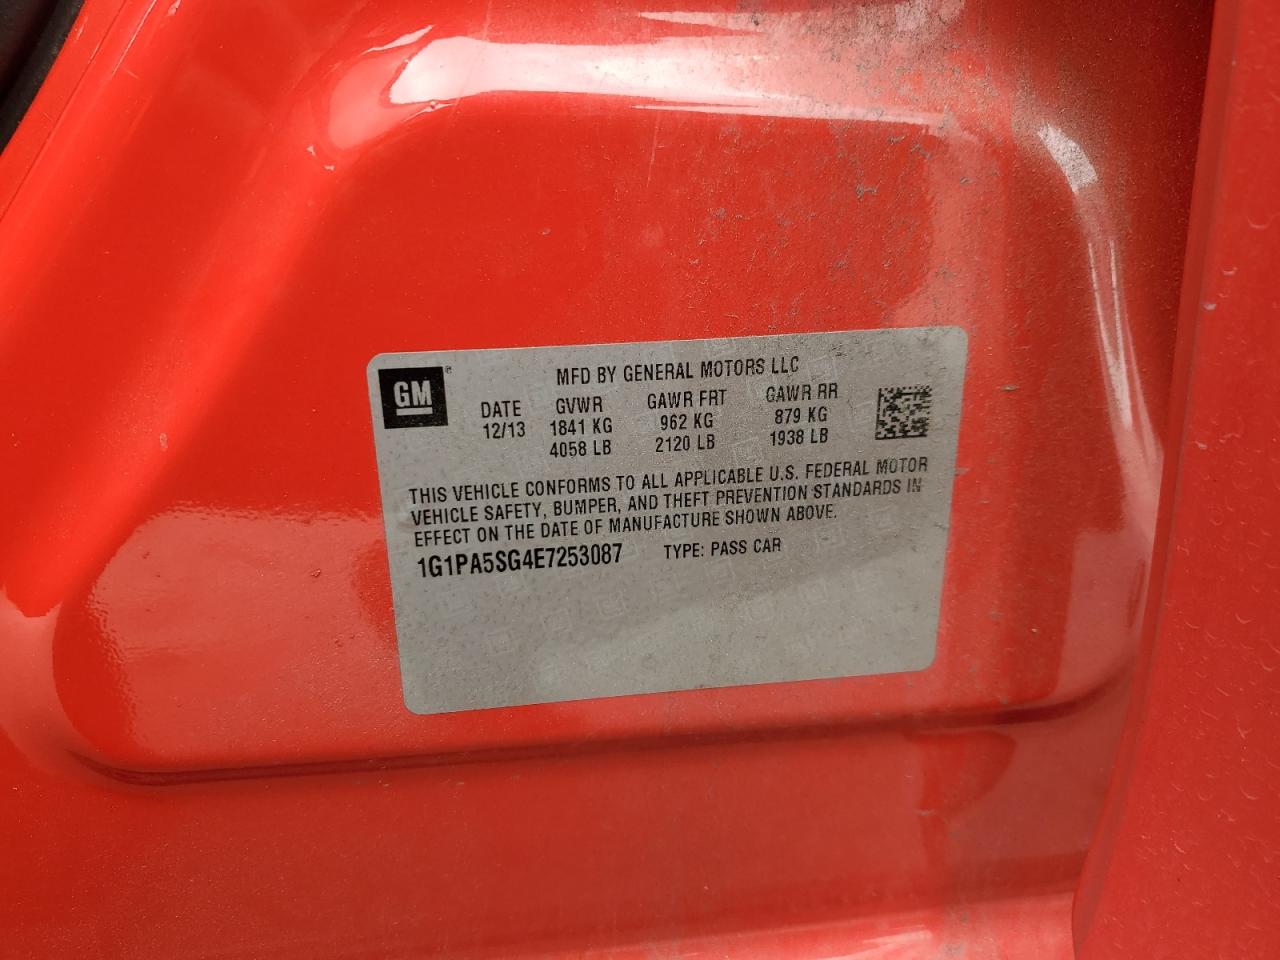 GM®
MFD BY GENERAL MOTORS LLC
DATE GVWR GAWR FRT GAWR RR
12/13 1841 KG 962 KG 879 KG
4058 LB 2120 LB 1938 LB
THIS VEHICLE CONFORMS TO ALL APPLICABLE U.S. FEDERAL MOTOR
VEHICLE SAFETY, BUMPER, AND THEFT PREVENTION STANDARDS IN
EFFECT ON THE DATE OF MANUFACTURE SHOWN ABOVE.
1G1PA5SG4E7253087 TYPE: PASS CAR